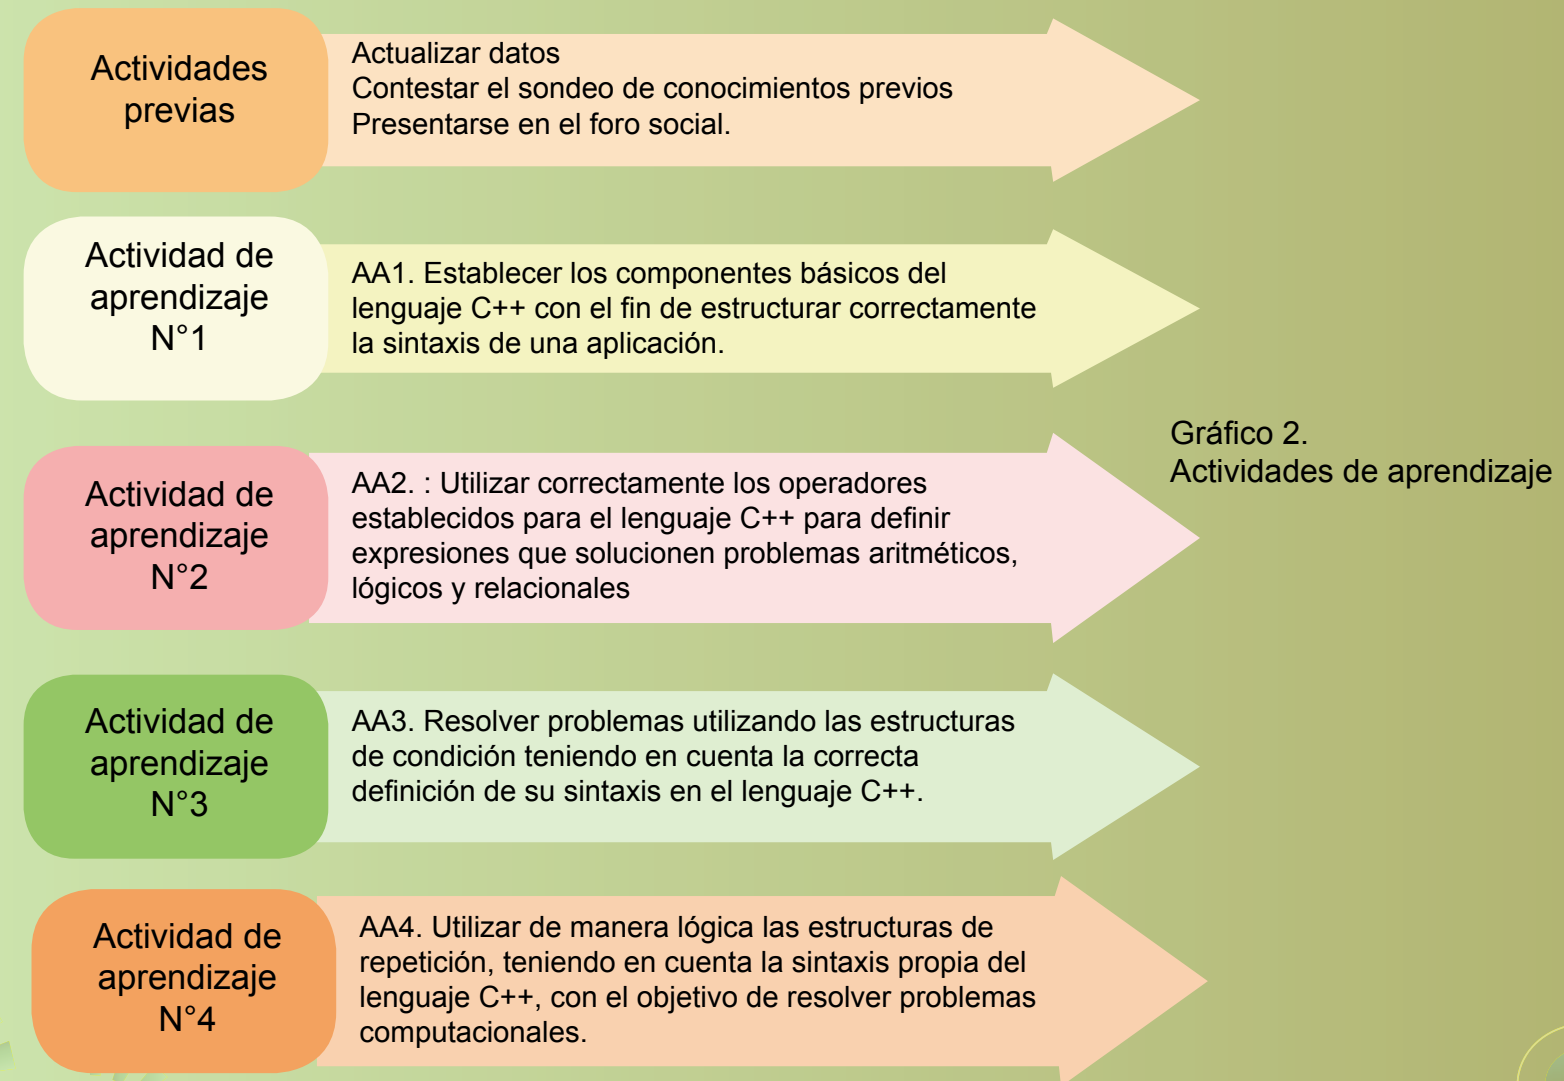 Actividades
previas
Actualizar datos
Contestar el sondeo de conocimientos previos
Presentarse en el foro social.
Actividad de
aprendizaje
N°1
AA1. Establecer los componentes básicos del
lenguaje C++ con el fin de estructurar correctamente
la sintaxis de una aplicación.
Gráfico 2.
Actividades de aprendizaje
Actividad de
aprendizaje
N°2
AA2. : Utilizar correctamente los operadores
establecidos para el lenguaje C++ para definir
expresiones que solucionen problemas aritméticos,
lógicos y relacionales
Actividad de
aprendizaje
N°3
AA3. Resolver problemas utilizando las estructuras
de condición teniendo en cuenta la correcta
definición de su sintaxis en el lenguaje C++.
Actividad de
aprendizaje
N°4
AA4. Utilizar de manera lógica las estructuras de
repetición, teniendo en cuenta la sintaxis propia del
lenguaje C++, con el objetivo de resolver problemas
computacionales.